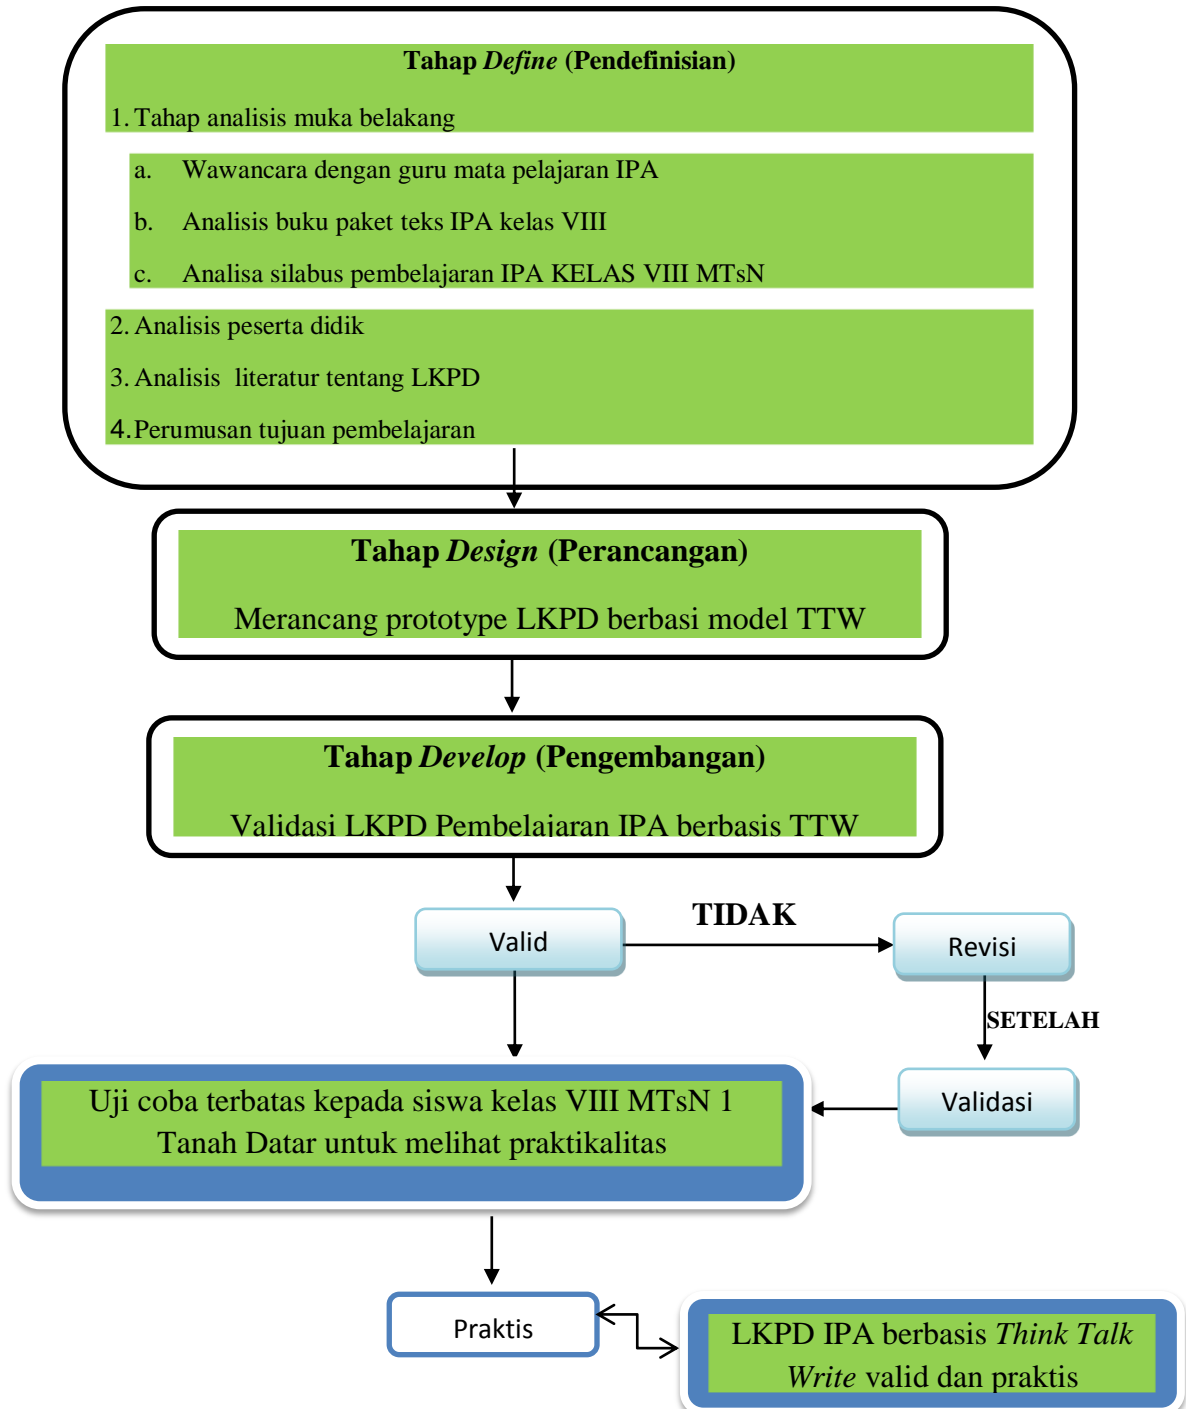 Tahap Define (Pendefinisian)
1. Tahap analisis muka belakang
a. Wawancara dengan guru mata pelajaran IPA
b. Analisis buku paket teks IPA kelas VIII
c. Analisa silabus pembelajaran IPA KELAS VIII MTsN
2. Analisis peserta didik
3. Analisis literatur tentang LKPD
4. Perumusan tujuan pembelajaran
Tahap Design (Perancangan)
Merancang prototype LKPD berbasi model TTW
Tahap Develop (Pengembangan)
Validasi LKPD Pembelajaran IPA berbasis TTW
Valid
TIDAK
Revisi
SETELAH
Validasi
Uji coba terbatas kepada siswa kelas VIII MTsN 1
Tanah Datar untuk melihat praktikalitas
Praktis
LKPD IPA berbasis Think Talk
Write valid dan praktis